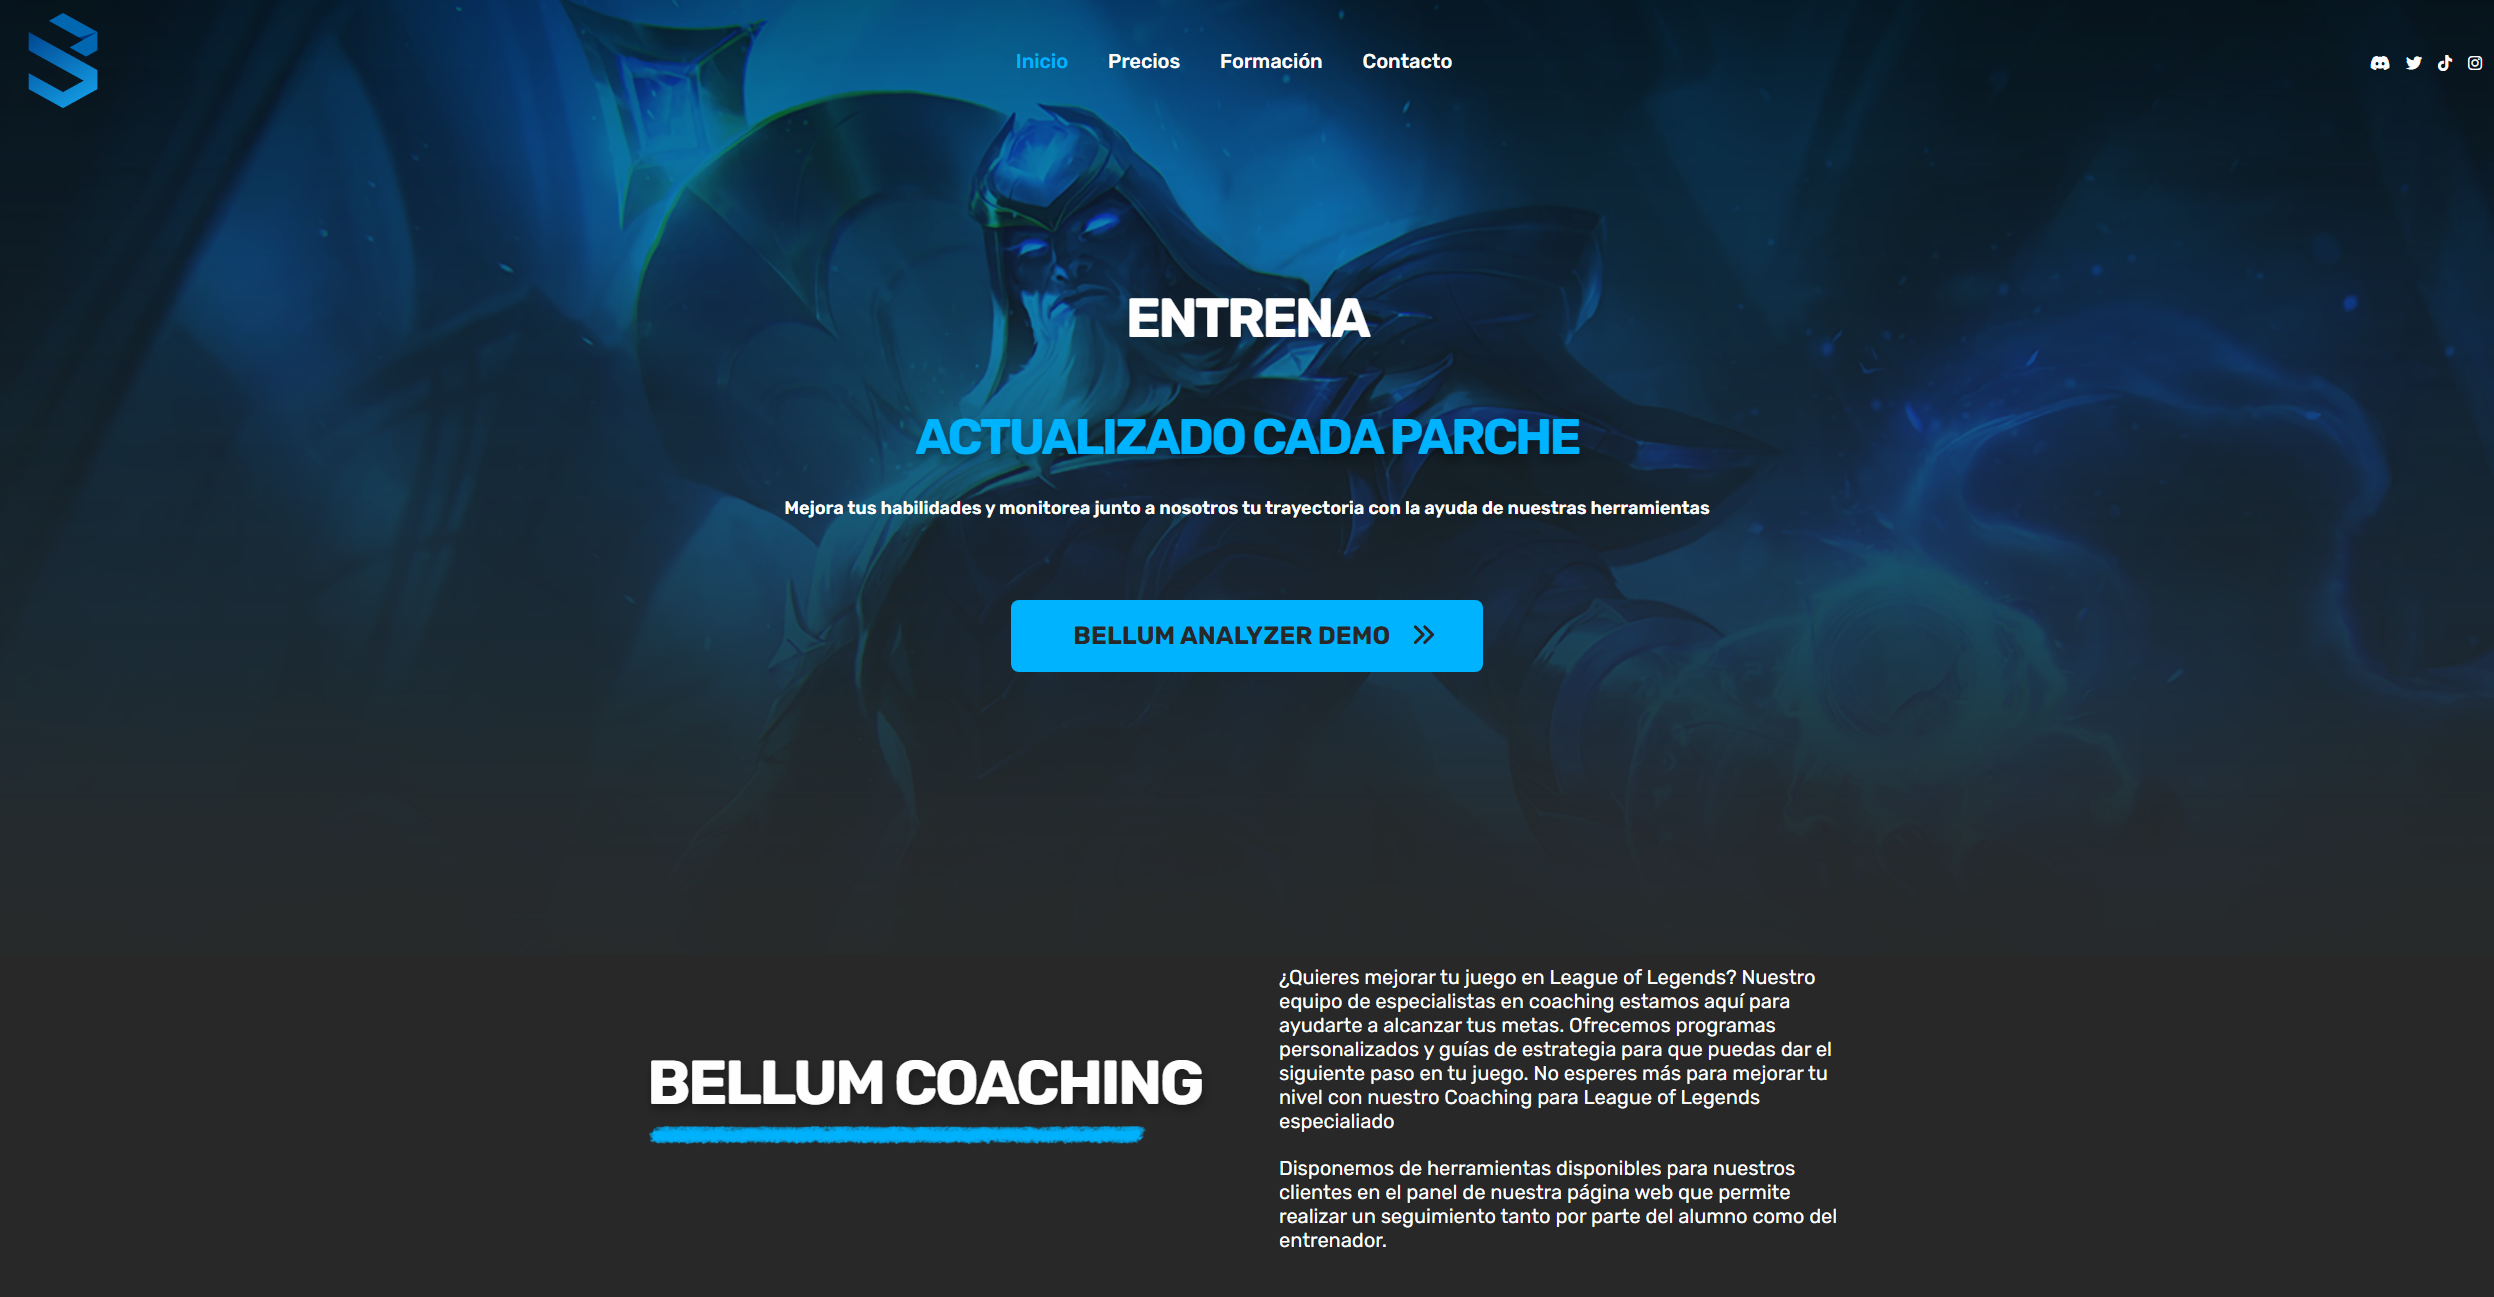 Inicio Precios Formación Contacto
ENTRENA
ACTUALIZADO CADA PARCHE
Mejora tus habilidades y monitorea junto a nosotros tu trayectoria con la ayuda de nuestras herramientas
BELLUM ANALYZER DEMO
BELLUM COACHING
¿Quieres mejorar tu juego en League of Legends? Nuestro
equipo de especialistas en coaching estamos aquí para
ayudarte a alcanzar tus metas. Ofrecemos programas
personalizados y guías de estrategia para que puedas dar el
siguiente paso en tu juego. No esperes más para mejorar tu
nivel con nuestro Coaching para League of Legends
especialiado
Disponemos de herramientas disponibles para nuestros
clientes en el panel de nuestra página web que permite
realizar un seguimiento tanto por parte del alumno como del
entrenador.